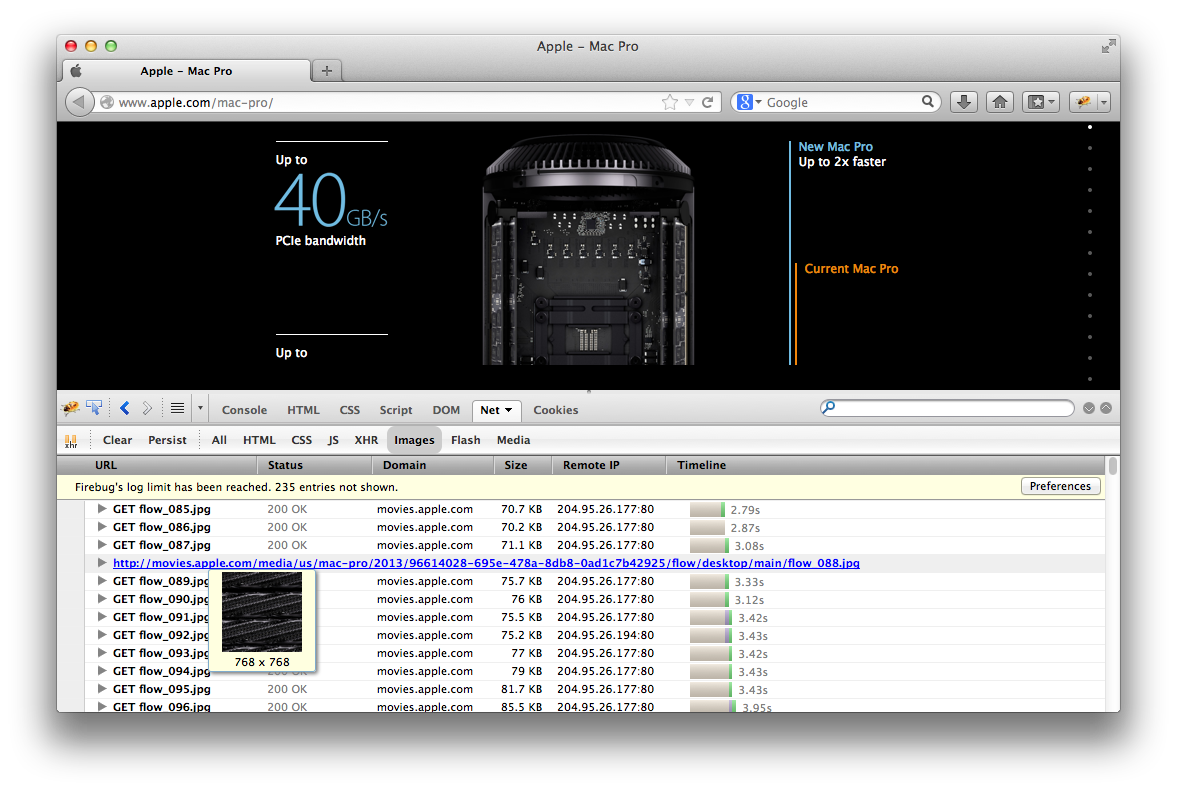 Apple – Mac Pro
Apple – Mac Pro
www.apple.com/mac-pro/
Google
Up to
40GB/s
PCIe bandwidth
Up to
New Mac Pro
Up to 2x faster
Current Mac Pro
Console HTML CSS Script DOM Net Cookies
xhr Clear Persist All HTML CSS JS XHR Images Flash Media
URL Status Domain Size Remote IP Timeline
Firebug's log limit has been reached. 235 entries not shown. Preferences
GET flow_085.jpg 200 OK movies.apple.com 70.7 KB 204.95.26.177:80 2.79s
GET flow_086.jpg 200 OK movies.apple.com 70.2 KB 204.95.26.177:80 2.87s
GET flow_087.jpg 200 OK movies.apple.com 71.1 KB 204.95.26.177:80 3.08s
http://movies.apple.com/media/us/mac-pro/2013/96614028-695e-478a-8db8-0ad1c7b42925/flow/desktop/main/flow_088.jpg
GET flow_089.jpg movies.apple.com 75.7 KB 204.95.26.177:80 3.33s
GET flow_090.jpg movies.apple.com 76 KB 204.95.26.177:80 3.12s
GET flow_091.jpg movies.apple.com 75.5 KB 204.95.26.177:80 3.42s
GET flow_092.jpg movies.apple.com 75.2 KB 204.95.26.194:80 3.43s
GET flow_093.jpg movies.apple.com 77 KB 204.95.26.177:80 3.42s
768 x 768
GET flow_094.jpg 200 OK movies.apple.com 79 KB 204.95.26.177:80 3.43s
GET flow_095.jpg 200 OK movies.apple.com 81.7 KB 204.95.26.177:80 3.43s
GET flow_096.jpg 200 OK movies.apple.com 85.5 KB 204.95.26.177:80 3.95s